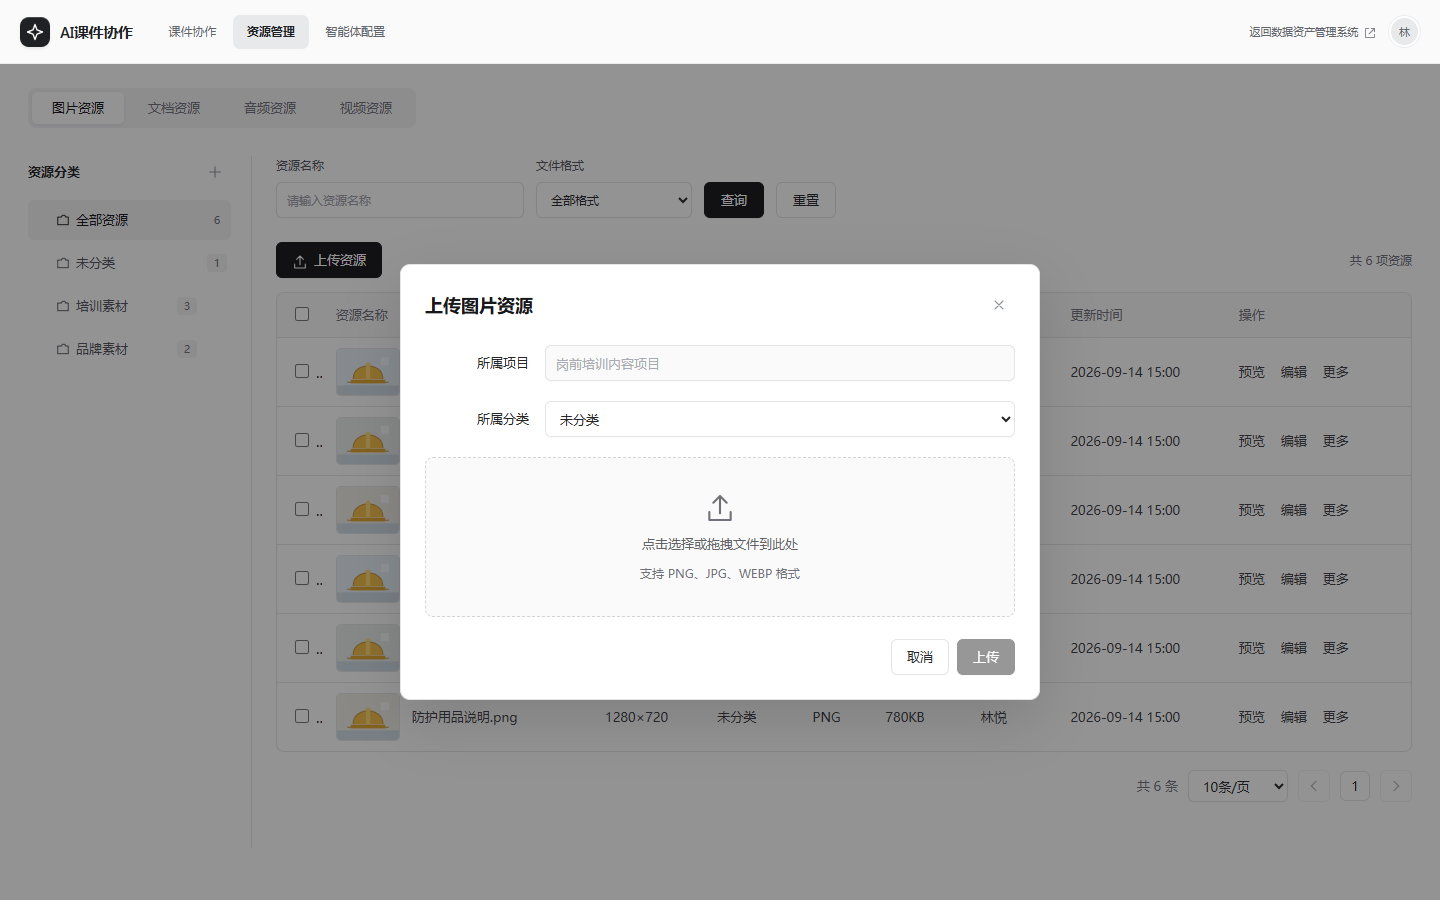 AI课件协作
课件协作
资源管理
智能体配置
返回数据资产管理系统
林
图片资源
文档资源
音频资源
视频资源
资源分类
全部资源 6
未分类 1
培训素材 3
品牌素材 2
资源名称
文件格式
请输入资源名称
全部格式
查询
重置
上传资源
共 6 项资源
资源名称
更新时间
操作
上传图片资源
所属项目
岗前培训内容项目
所属分类
未分类
点击选择或拖拽文件到此处
支持 PNG、JPG、WEBP 格式
取消
上传
.. 2026-09-14 15:00 预览 编辑 更多
.. 2026-09-14 15:00 预览 编辑 更多
.. 2026-09-14 15:00 预览 编辑 更多
.. 2026-09-14 15:00 预览 编辑 更多
.. 2026-09-14 15:00 预览 编辑 更多
.. 防护用品说明.png 1280×720 未分类 PNG 780KB 林悦 2026-09-14 15:00 预览 编辑 更多
共 6 条
10条/页
1